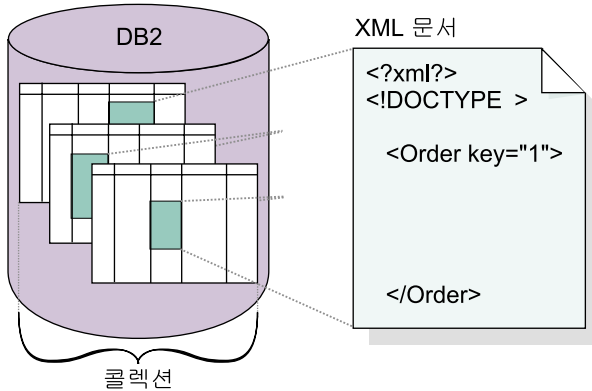 DB2
XML 문서
<?xml?>
<!DOCTYPE >
<Order key="1">
</Order>
콜렉션